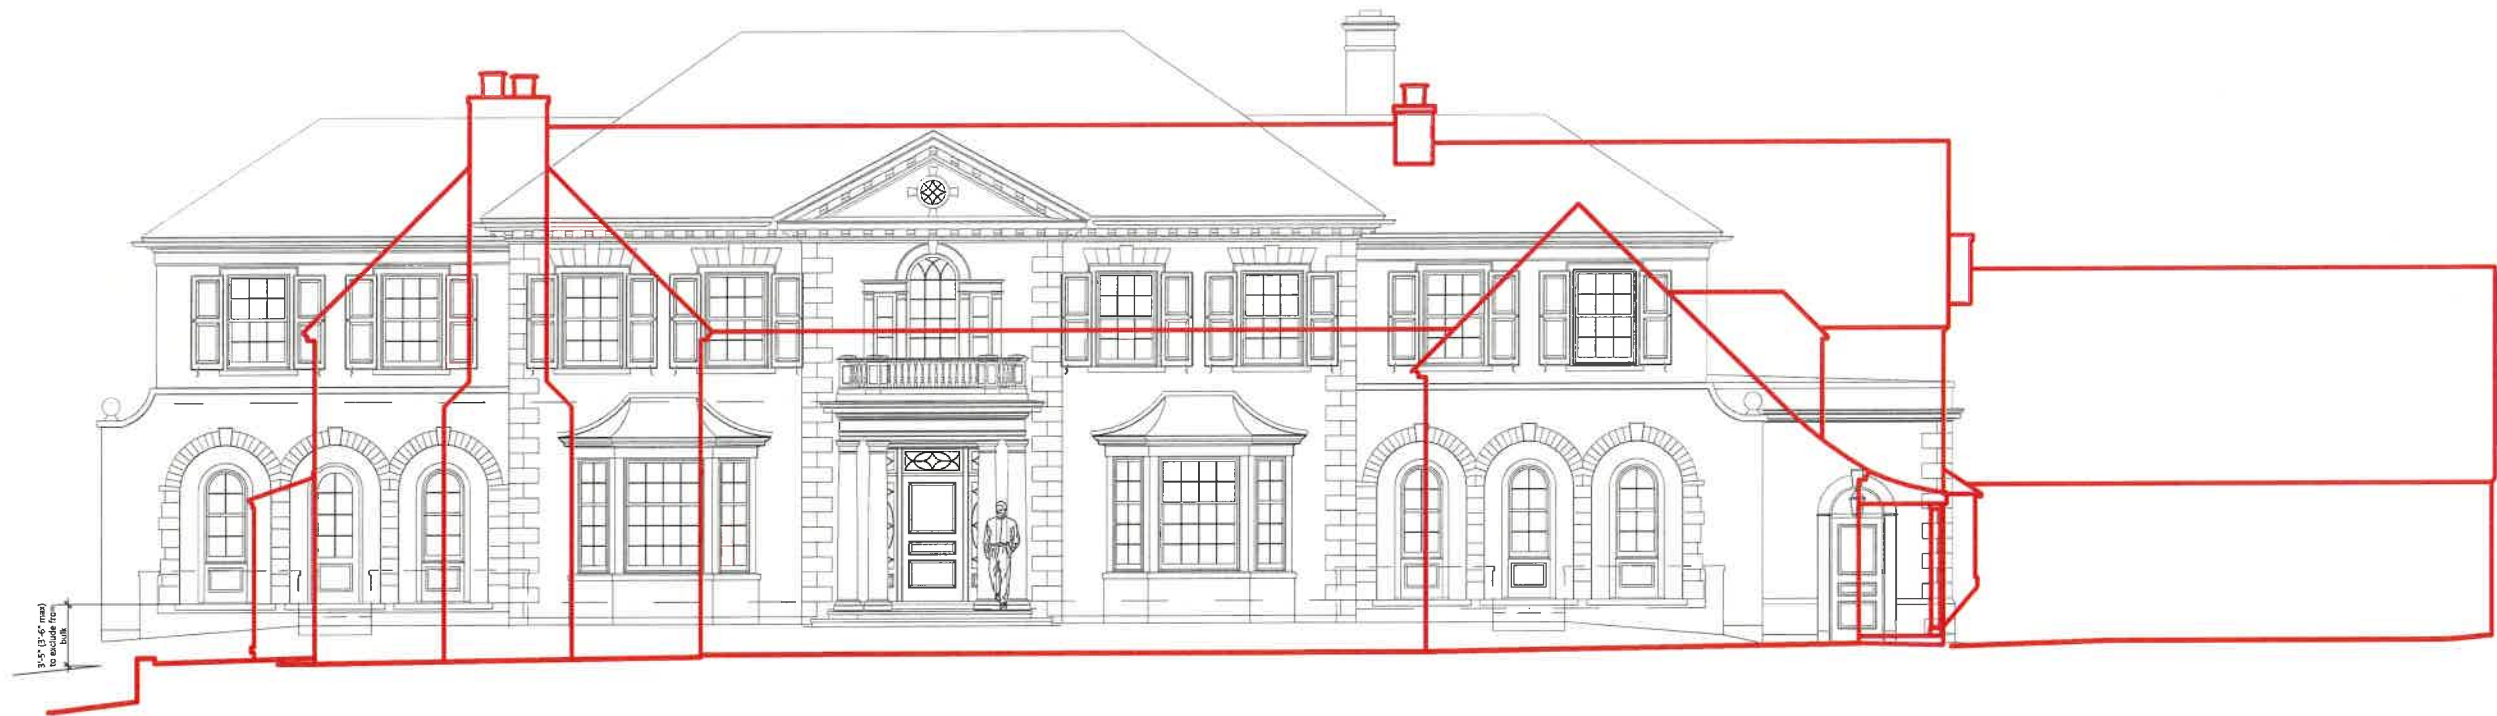 3'-5" (3'-6" max)
to exclude from
bulk